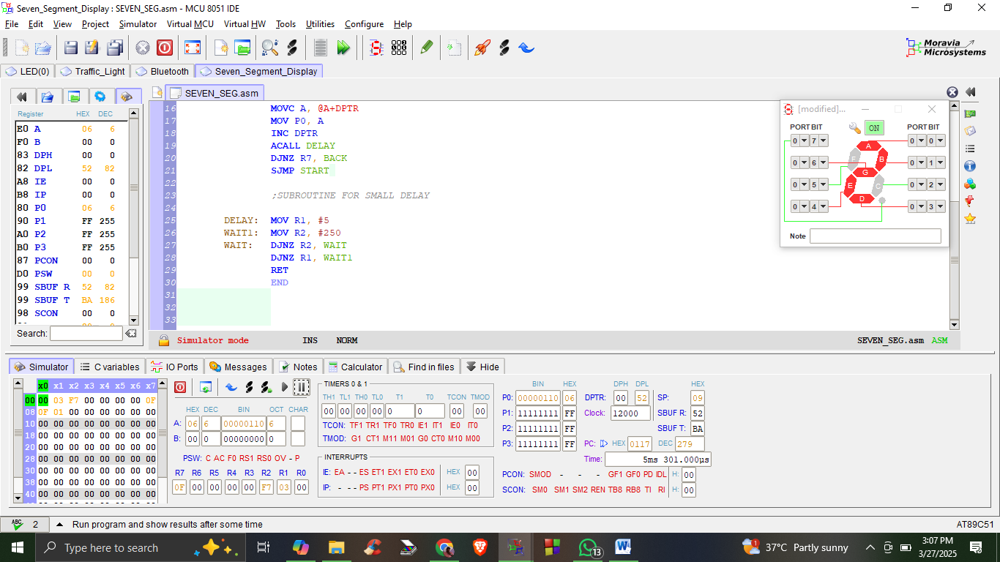 Seven_Segment_Display : SEVEN_SEG.asm - MCU 8051 IDE
File Edit View Project Simulator Virtual MCU Virtual HW Tools Utilities Configure Help
Moravia
Microsystems
LED(0) Traffic_Light Bluetooth Seven_Segment_Display
SEVEN_SEG.asm
Register HEX DEC
E0 A 06 6
F0 B 00 0
83 DPH 00 0
82 DPL 52 82
A8 IE 00 0
B8 IP 00 0
80 P0 06 6
90 P1 FF 255
A0 P2 FF 255
B0 P3 FF 255
87 PCON 00 0
D0 PSW 00 0
99 SBUF R 52 82
99 SBUF T BA 186
98 SCON 00 0
Search:
16 MOVC A, @A+DPTR
17 MOV P0, A
18 INC DPTR
19 ACALL DELAY
20 DJNZ R7, BACK
21 SJMP START
22
23 ;SUBROUTINE FOR SMALL DELAY
24
25 DELAY: MOV R1, #5
26 WAIT1: MOV R2, #250
27 WAIT: DJNZ R2, WAIT
28 DJNZ R1, WAIT1
29 RET
30 END
31
32
33
[modified]...
PORT BIT ON PORT BIT
0 7 A 0 0
0 6 F B 0 1
G
0 5 E C 0 2
0 4 D 0 3
Note
Simulator mode INS NORM SEVEN_SEG.asm ASM
Simulator C variables IO Ports Messages Notes Calculator Find in files Hide
x0 x1 x2 x3 x4 x5 x6 x7
00 00 03 F7 00 00 00 00 0F
08 0F 01 00 00 00 00 00 00
10 00 00 00 00 00 00 00 00
18 00 00 00 00 00 00 00 00
20 00 00 00 00 00 00 00 00
28 00 00 00 00 00 00 00 00
30 00 00 00 00 00 00 00 00
38 00 00 00 00 00 00 00 00
40 00 00 00 00 00 00 00 00
HEX DEC BIN OCT CHAR
A: 06 6 00000110 6
B: 00 0 00000000 0
PSW: C AC F0 RS1 RS0 OV - P
R7 R6 R5 R4 R3 R2 R1 R0
0F 00 00 00 00 F7 03 00
TIMERS 0 & 1
TH1 TL1 TH0 TL0 T1 T0 TCON TMOD
00 00 00 00 0 0 00 00
TCON: TF1 TR1 TF0 TR0 IE1 IT1 IE0 IT0
TMOD: G1 CT1 M11 M01 G0 CT0 M10 M00
INTERRUPTS
IE: EA - - ES ET1 EX1 ET0 EX0 HEX 00
IP: - - - PS PT1 PX1 PT0 PX0 HEX 00
BIN HEX
P0: 00000110 06
P1: 11111111 FF
P2: 11111111 FF
P3: 11111111 FF
DPH DPL HEX
DPTR: 00 52 SP: 09
Clock: 12000 SBUF R: 52
SBUF T: BA
PC: HEX 0117 DEC 279
Time: 5ms 301.000µs
PCON: SMOD - - - GF1 GF0 PD IDL H: 00
SCON: SM0 SM1 SM2 REN TB8 RB8 TI RI H: 00
ABC 2 Run program and show results after some time AT89C51
Type here to search
1 37°C Partly sunny
13
3:07 PM
3/27/2025